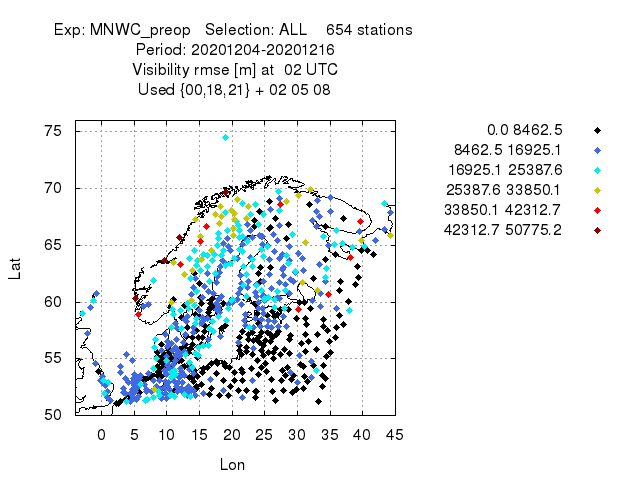 Exp: MNWC_preop   Selection: ALL    654 stations
Period: 20201204-20201216
Visibility rmse [m] at  02 UTC
Used {00,18,21} + 02 05 08
0.0 8462.5
8462.5 16925.1
16925.1 25387.6
25387.6 33850.1
33850.1 42312.7
42312.7 50775.2
75
70
65
60
55
50
Lat
0 5 10 15 20 25 30 35 40 45
Lon